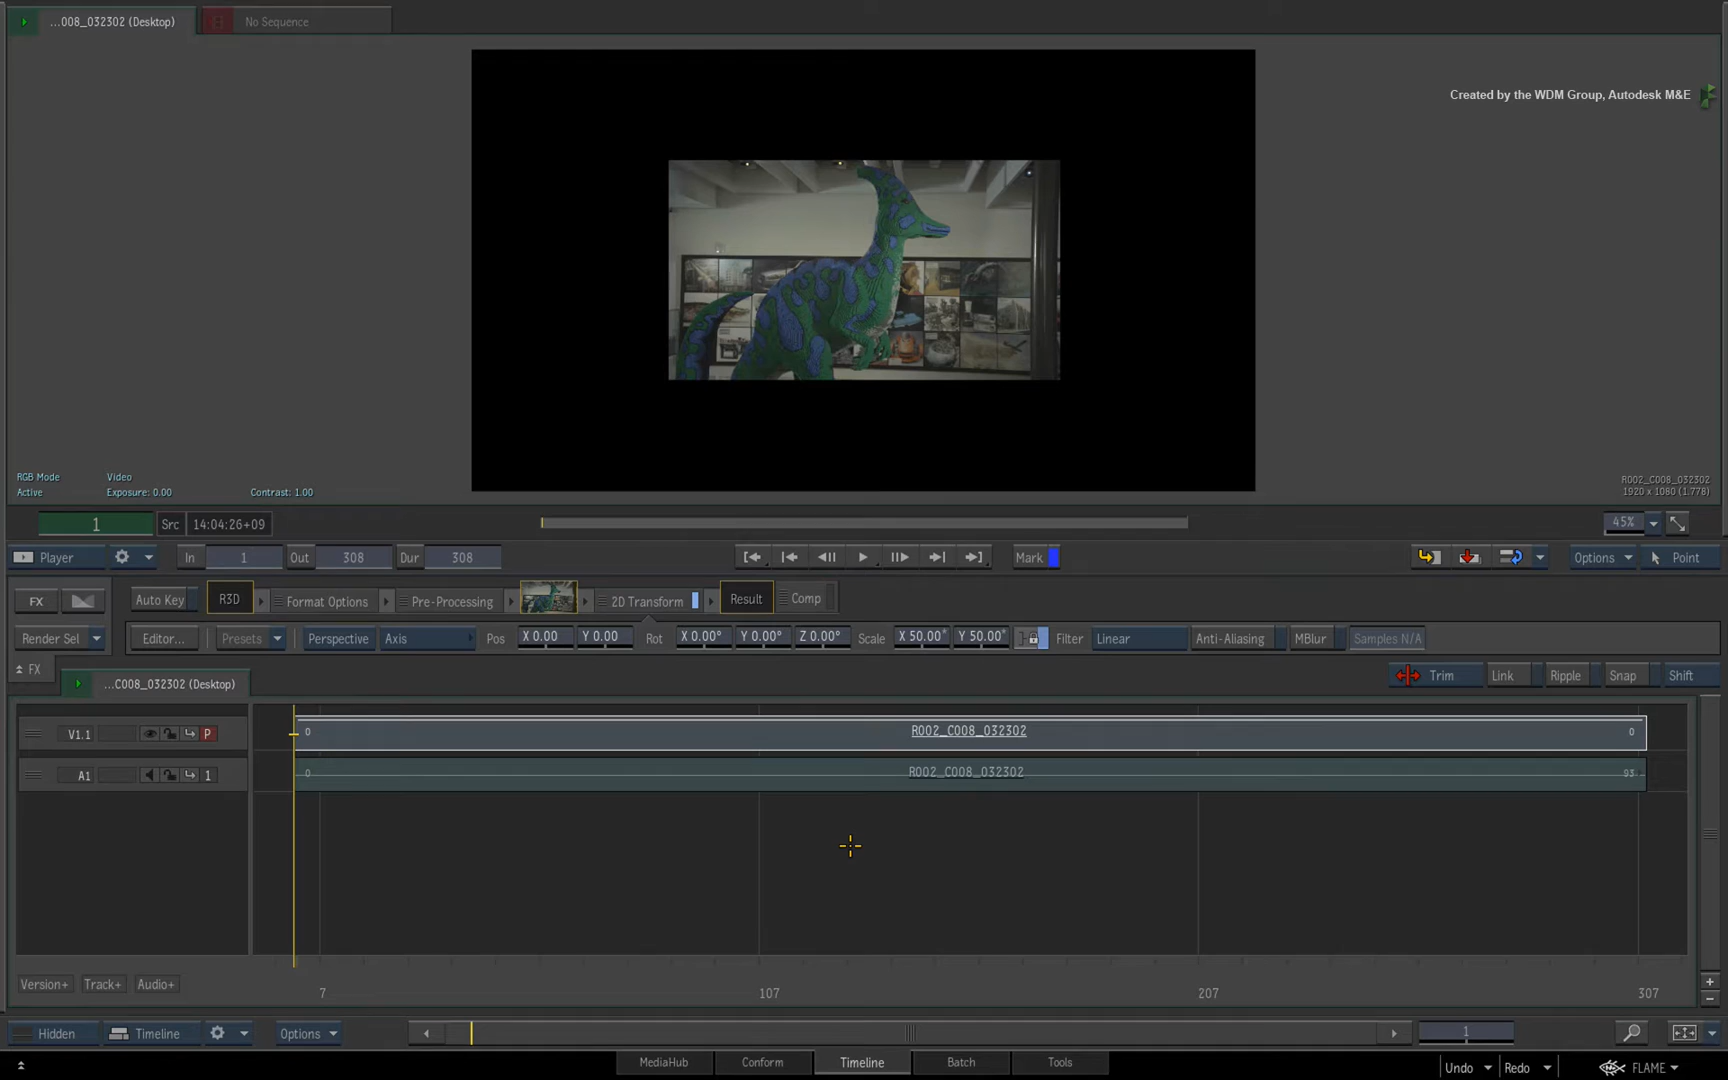 ...008_032302 (Desktop)
No Sequence
Created by the WDM Group, Autodesk M&E
RGB Mode
Video
Active
Exposure: 0.00
Contrast: 1.00
R002_C008_032302
1920 x 1080 (1.778)
1
Src
14:04:26+09
45%
Player
In
1
Out
308
Dur
308
Mark
Options
Point
FX
Auto Key
R3D
Format Options
Pre-Processing
2D Transform
Result
Comp
Render Sel
Editor...
Presets
Perspective
Axis
Pos
X 0.00
Y 0.00
Rot
X 0.00°
Y 0.00°
Z 0.00°
Scale
X 50.00°
Y 50.00°
Filter
Linear
Anti-Aliasing
MBlur
Samples N/A
FX
...C008_032302 (Desktop)
Trim
Link
Ripple
Snap
Shift
V1.1
P
0
R002_C008_032302
0
A1
1
0
R002_C008_032302
93
Version+
Track+
Audio+
7
107
207
307
Hidden
Timeline
Options
1
MediaHub
Conform
Timeline
Batch
Tools
Undo
Redo
FLAME